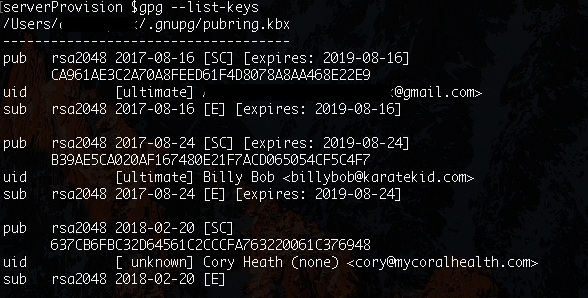 serverProvision $gpg --list-keys
/Users/ /.gnupg/pubring.kbx
--------------------------------
pub rsa2048 2017-08-16 [SC] [expires: 2019-08-16]
CA961AE3C2A70A8FEED61F4D8078A8AA468E22E9
uid [ultimate] @gmail.com>
sub rsa2048 2017-08-16 [E] [expires: 2019-08-16]
pub rsa2048 2017-08-24 [SC] [expires: 2019-08-24]
B39AE5CA020AF167480E21F7ACD065054CF5C4F7
uid [ultimate] Billy Bob <billybob@karatekid.com>
sub rsa2048 2017-08-24 [E] [expires: 2019-08-24]
pub rsa2048 2018-02-20 [SC]
637CB6FBC32D64561C2CCCFA763220061C376948
uid [ unknown] Cory Heath (none) <cory@mycoralhealth.com>
sub rsa2048 2018-02-20 [E]